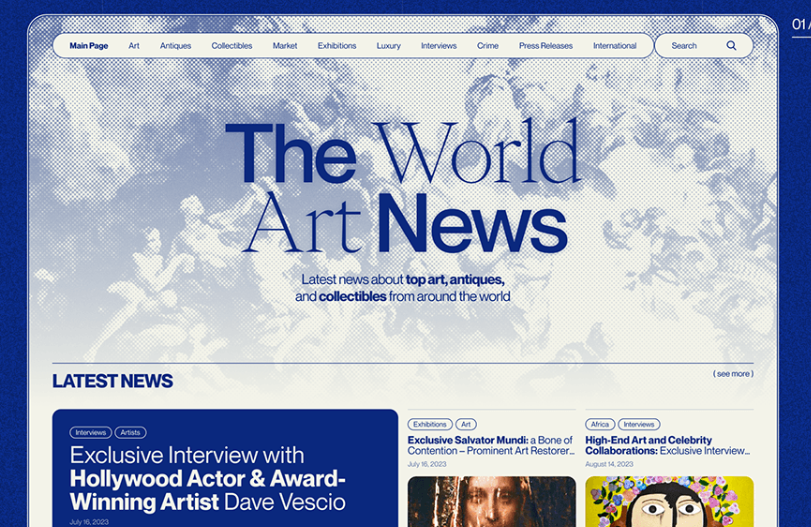 01/
Main Page Art Antiques Collectibles Market Exhibitions Luxury Interviews Crime Press Releases International Search
The World
Art News
Latest news about top art, antiques,
and collectibles from around the world
LATEST NEWS
( see more )
Interviews Artists
Exclusive Interview with
Hollywood Actor & Award-
Winning Artist Dave Vescio
July 16, 2023
Exhibitions Art
Exclusive Salvator Mundi: a Bone of
Contention – Prominent Art Restorer...
July 16, 2023
Africa Interviews
High-End Art and Celebrity
Collaborations: Exclusive Interview...
August 14, 2023